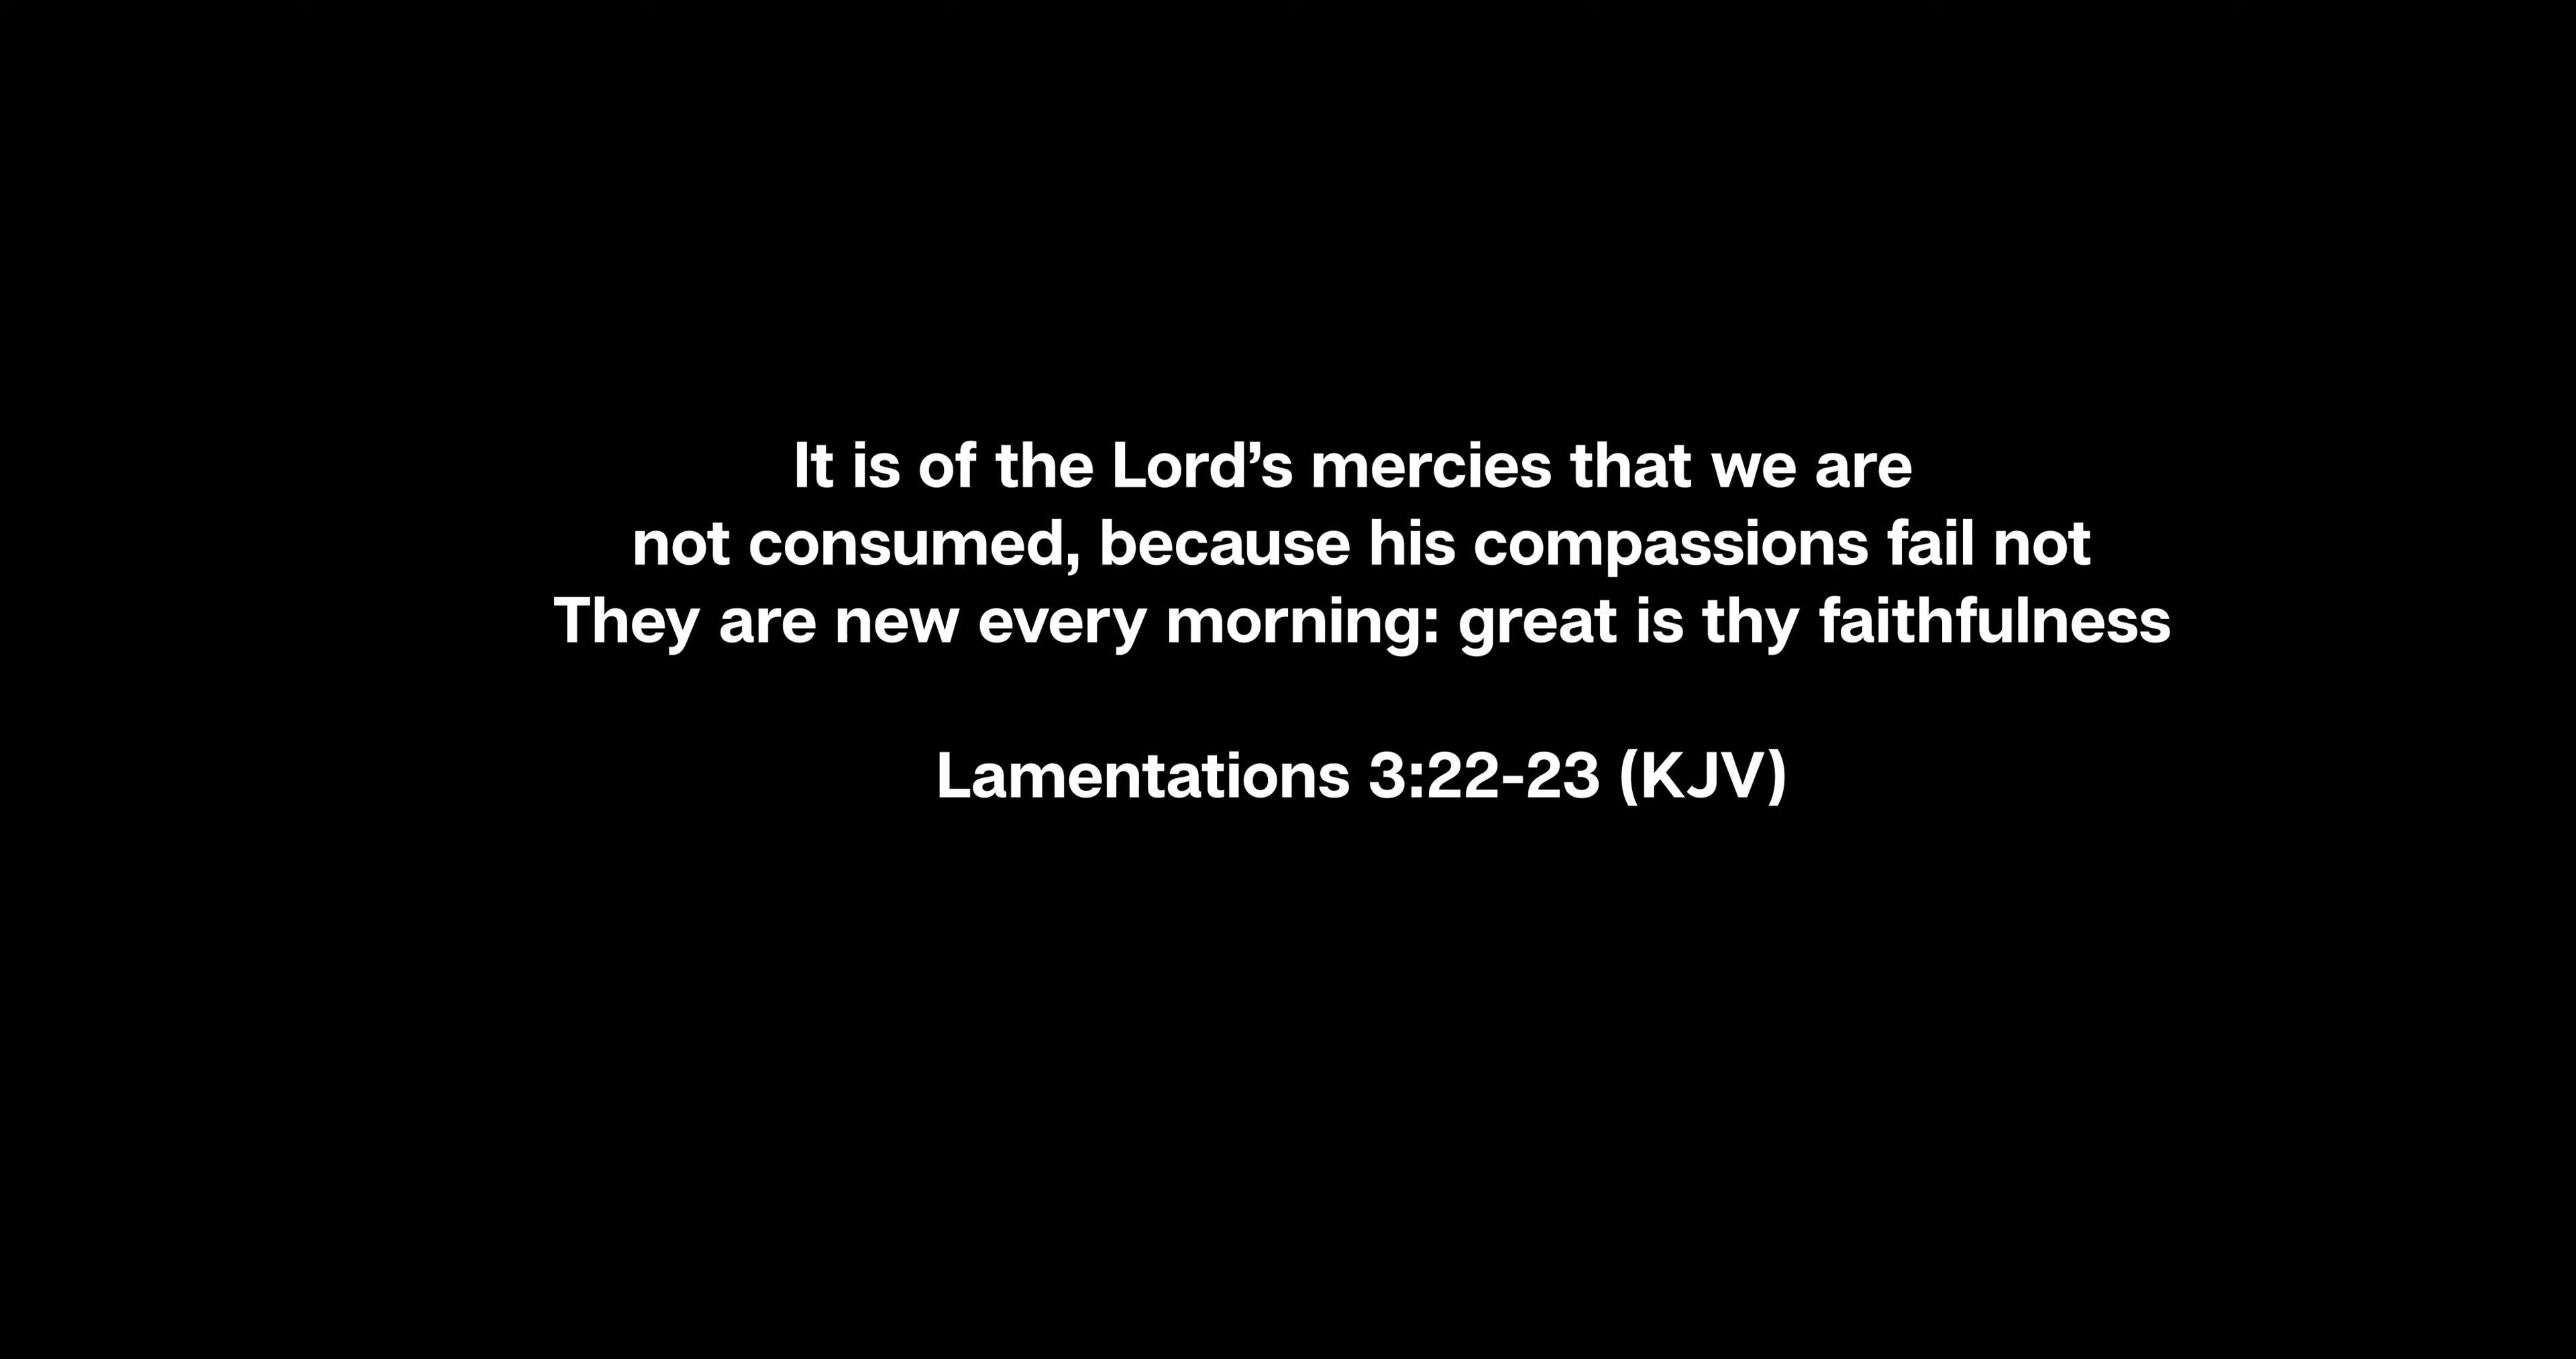 It is of the Lord’s mercies that we are
not consumed, because his compassions fail not
They are new every morning: great is thy faithfulness
Lamentations 3:22-23 (KJV)